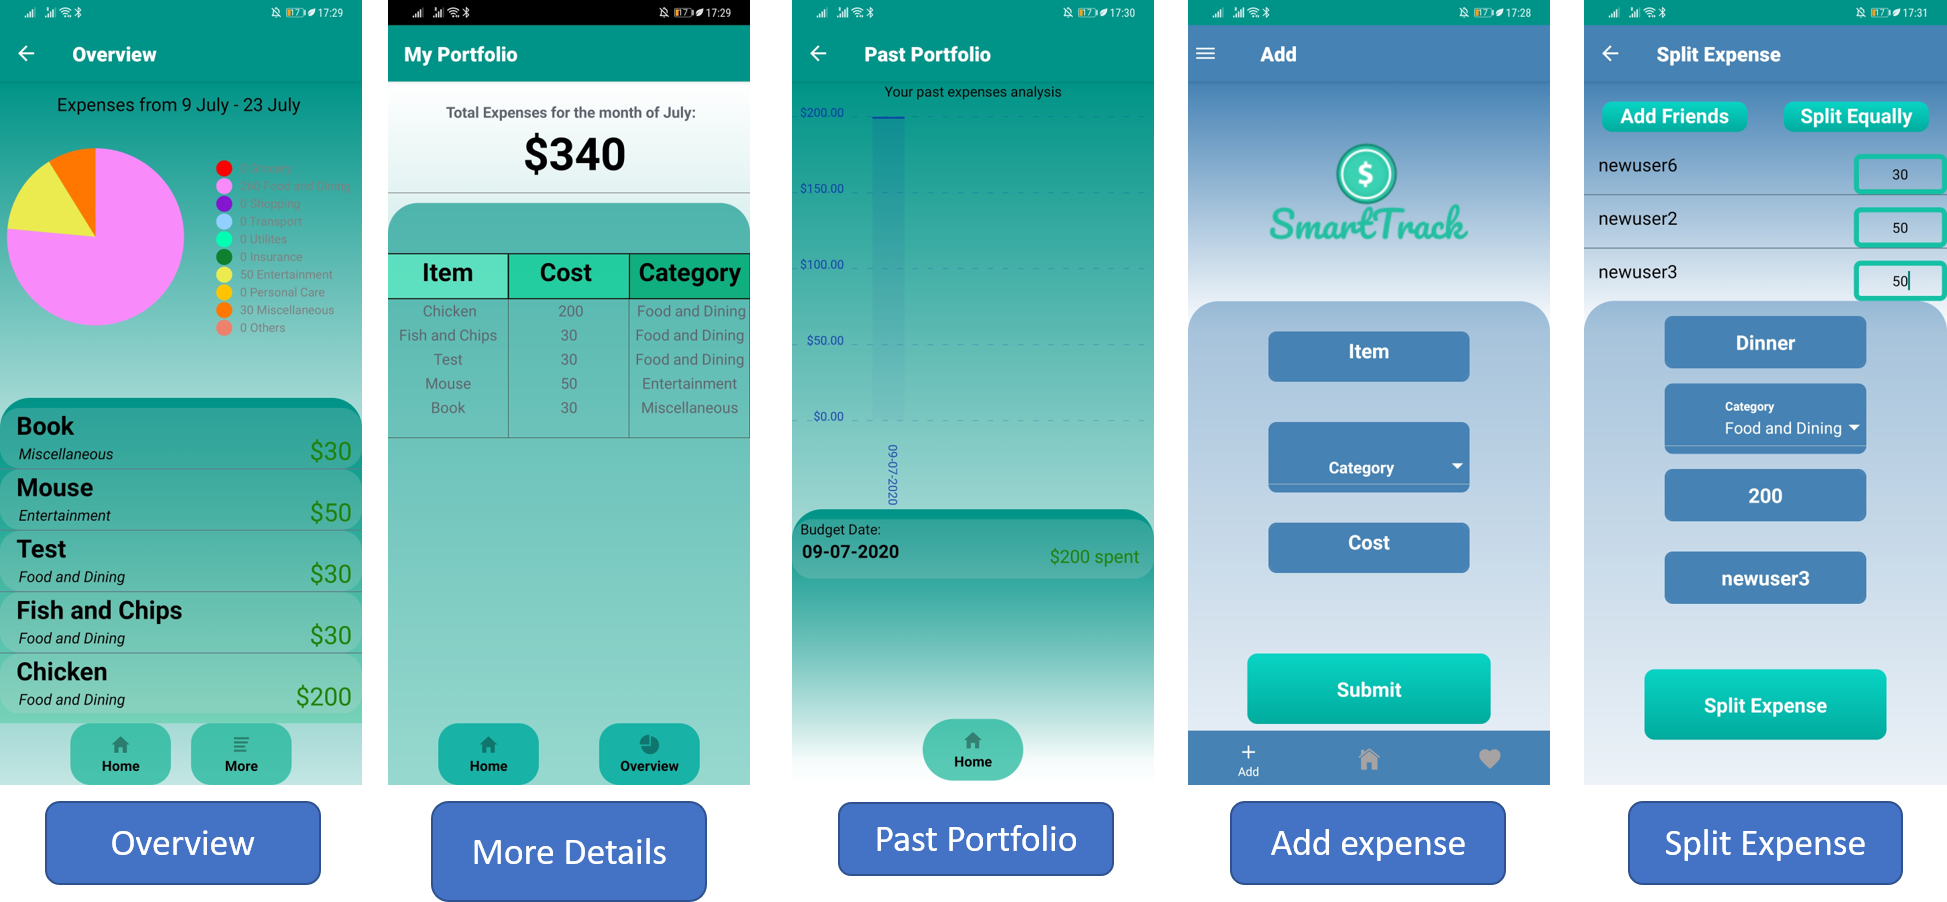 17:29
Overview
Expenses from 9 July - 23 July
260 Food and Dining
0 Shopping
0 Transport
0 Utilites
0 Insurance
50 Entertainment
0 Personal Care
30 Miscellaneous
0 Others
Book
Miscellaneous
$30
Mouse
Entertainment
$50
Test
Food and Dining
$30
Fish and Chips
Food and Dining
$30
Chicken
Food and Dining
$200
Home
More
Overview
17:29
My Portfolio
Total Expenses for the month of July:
$340
Item Cost Category
Chicken 200 Food and Dining
Fish and Chips 30 Food and Dining
Test 30 Food and Dining
Mouse 50 Entertainment
Book 30 Miscellaneous
Home
Overview
More Details
17:30
Past Portfolio
Your past expenses analysis
$200.00
$150.00
$100.00
$50.00
$0.00
09-07-2020
Budget Date:
09-07-2020
$200 spent
Home
Past Portfolio
17:28
Add
$
SmartTrack
Item
Category
Cost
Submit
Add
Add expense
17:31
Split Expense
Add Friends
Split Equally
newuser6 30
newuser2 50
newuser3 50
Dinner
Category
Food and Dining
200
newuser3
Split Expense
Split Expense